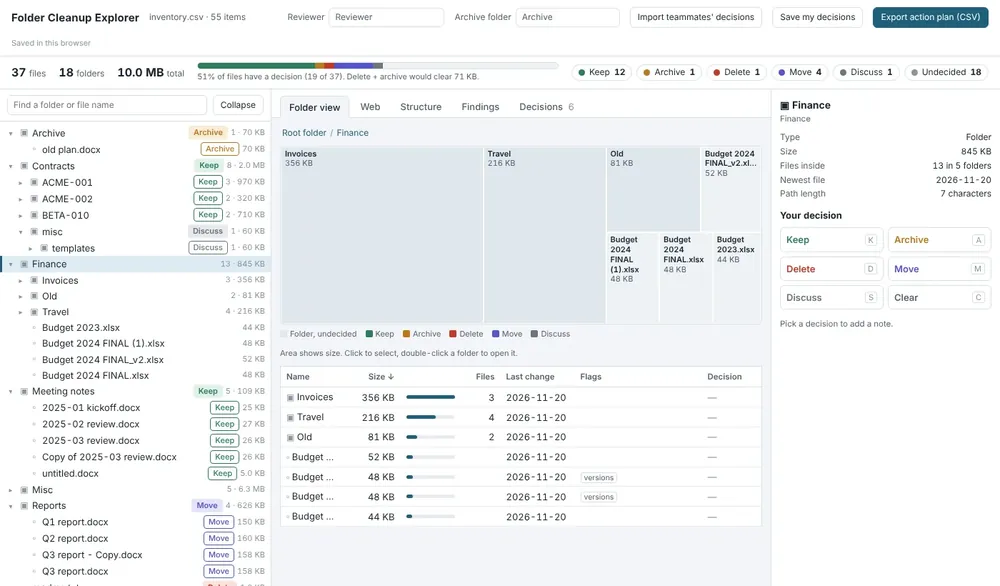 Folder Cleanup Explorer inventory.csv · 55 items Reviewer Reviewer Archive folder Archive Import teammates' decisions Save my decisions Export action plan (CSV)
Saved in this browser
37 files 18 folders 10.0 MB total
51% of files have a decision (19 of 37). Delete + archive would clear 71 KB.
Keep 12 Archive 1 Delete 1 Move 4 Discuss 1 Undecided 18
Find a folder or file name Collapse
Archive Archive 1 · 70 KB
old plan.docx Archive 70 KB
Contracts Keep 8 · 2.0 MB
ACME-001 Keep 3 · 970 KB
ACME-002 Keep 2 · 320 KB
BETA-010 Keep 2 · 710 KB
misc Discuss 1 · 60 KB
templates Discuss 1 · 60 KB
Finance 13 · 845 KB
Invoices 3 · 356 KB
Old 2 · 81 KB
Travel 4 · 216 KB
Budget 2023.xlsx 44 KB
Budget 2024 FINAL (1).xlsx 48 KB
Budget 2024 FINAL_v2.xlsx 52 KB
Budget 2024 FINAL.xlsx 48 KB
Meeting notes Keep 5 · 109 KB
2025-01 kickoff.docx Keep 25 KB
2025-02 review.docx Keep 27 KB
2025-03 review.docx Keep 26 KB
Copy of 2025-03 review.docx Keep 26 KB
untitled.docx Keep 5.0 KB
Misc 5 · 6.3 MB
Reports Move 4 · 626 KB
Q1 report.docx Move 150 KB
Q2 report.docx Move 160 KB
Q3 report - Copy.docx Move 158 KB
Q3 report.docx Move 158 KB
Folder view Web Structure Findings Decisions 6
Root folder / Finance
Invoices
356 KB
Travel
216 KB
Old
81 KB
Budget 2024
FINAL_v2.xl...
52 KB
Budget
2024
FINAL
(1).xlsx
48 KB
Budget
2024
FINAL.xlsx
48 KB
Budget
2023.xlsx
44 KB
Folder, undecided Keep Archive Delete Move Discuss
Area shows size. Click to select, double-click a folder to open it.
Name Size ↓ Files Last change Flags Decision
Invoices 356 KB 3 2026-11-20 —
Travel 216 KB 4 2026-11-20 —
Old 81 KB 2 2026-11-20 —
Budget ... 52 KB 2026-11-20 —
Budget ... 48 KB 2026-11-20 versions —
Budget ... 48 KB 2026-11-20 versions —
Budget ... 44 KB 2026-11-20 —
Finance
Finance
Type Folder
Size 845 KB
Files inside 13 in 5 folders
Newest file 2026-11-20
Path length 7 characters
Your decision
Keep K Archive A
Delete D Move M
Discuss S Clear C
Pick a decision to add a note.